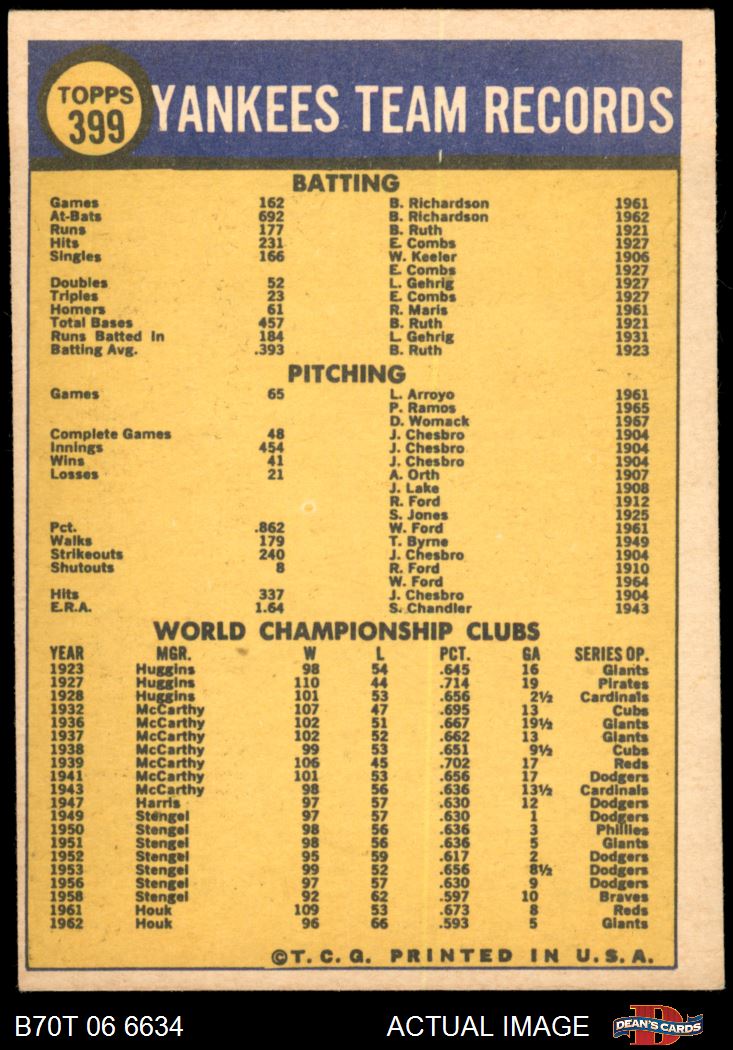 TOPPS
399
YANKEES TEAM RECORDS
BATTING
Games 162 B. Richardson 1961
At-Bats 692 B. Richardson 1962
Runs 177 B. Ruth 1921
Hits 231 E. Combs 1927
Singles 166 W. Keeler 1906
E. Combs 1927
Doubles 52 L. Gehrig 1927
Triples 23 E. Combs 1927
Homers 61 R. Maris 1961
Total Bases 457 B. Ruth 1921
Runs Batted In 184 L. Gehrig 1931
Batting Avg. .393 B. Ruth 1923
PITCHING
Games 65 L. Arroyo 1961
P. Ramos 1965
D. Womack 1967
Complete Games 48 J. Chesbro 1904
Innings 454 J. Chesbro 1904
Wins 41 J. Chesbro 1904
Losses 21 A. Orth 1907
J. Lake 1908
R. Ford 1912
S. Jones 1925
Pct. .862 W. Ford 1961
Walks 179 T. Byrne 1949
Strikeouts 240 J. Chesbro 1904
Shutouts 8 R. Ford 1910
W. Ford 1964
Hits 337 J. Chesbro 1904
E.R.A. 1.64 S. Chandler 1943
WORLD CHAMPIONSHIP CLUBS
YEAR MGR. W L PCT. GA SERIES OP.
1923 Huggins 98 54 .645 16 Giants
1927 Huggins 110 44 .714 19 Pirates
1928 Huggins 101 53 .656 2½ Cardinals
1932 McCarthy 107 47 .695 13 Cubs
1936 McCarthy 102 51 .667 19½ Giants
1937 McCarthy 102 52 .662 13 Giants
1938 McCarthy 99 53 .651 9½ Cubs
1939 McCarthy 106 45 .702 17 Reds
1941 McCarthy 101 53 .656 17 Dodgers
1943 McCarthy 98 56 .636 13½ Cardinals
1947 Harris 97 57 .630 12 Dodgers
1949 Stengel 97 57 .630 1 Dodgers
1950 Stengel 98 56 .636 3 Phillies
1951 Stengel 98 56 .636 5 Giants
1952 Stengel 95 59 .617 2 Dodgers
1953 Stengel 99 52 .656 8½ Dodgers
1956 Stengel 97 57 .630 9 Dodgers
1958 Stengel 92 62 .597 10 Braves
1961 Houk 109 53 .673 8 Reds
1962 Houk 96 66 .593 5 Giants
©T.C.G. PRINTED IN U.S.A.
B70T 06 6634 ACTUAL IMAGE DEAN'S CARDS